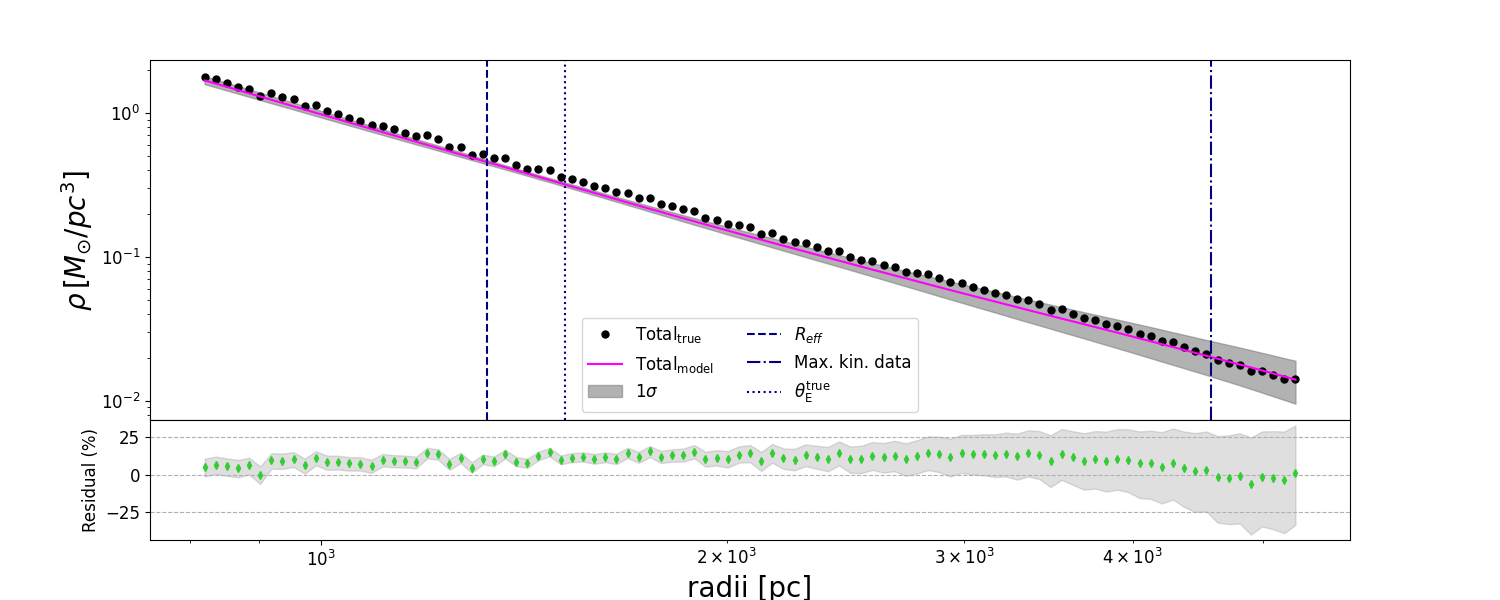 ρ [M⊙/pc³]
10⁰
10⁻¹
10⁻²
Total_true
Total_model
1σ
R_eff
Max. kin. data
θ_E^true
Residual (%)
25
0
−25
10³
2 × 10³
3 × 10³
4 × 10³
radii [pc]